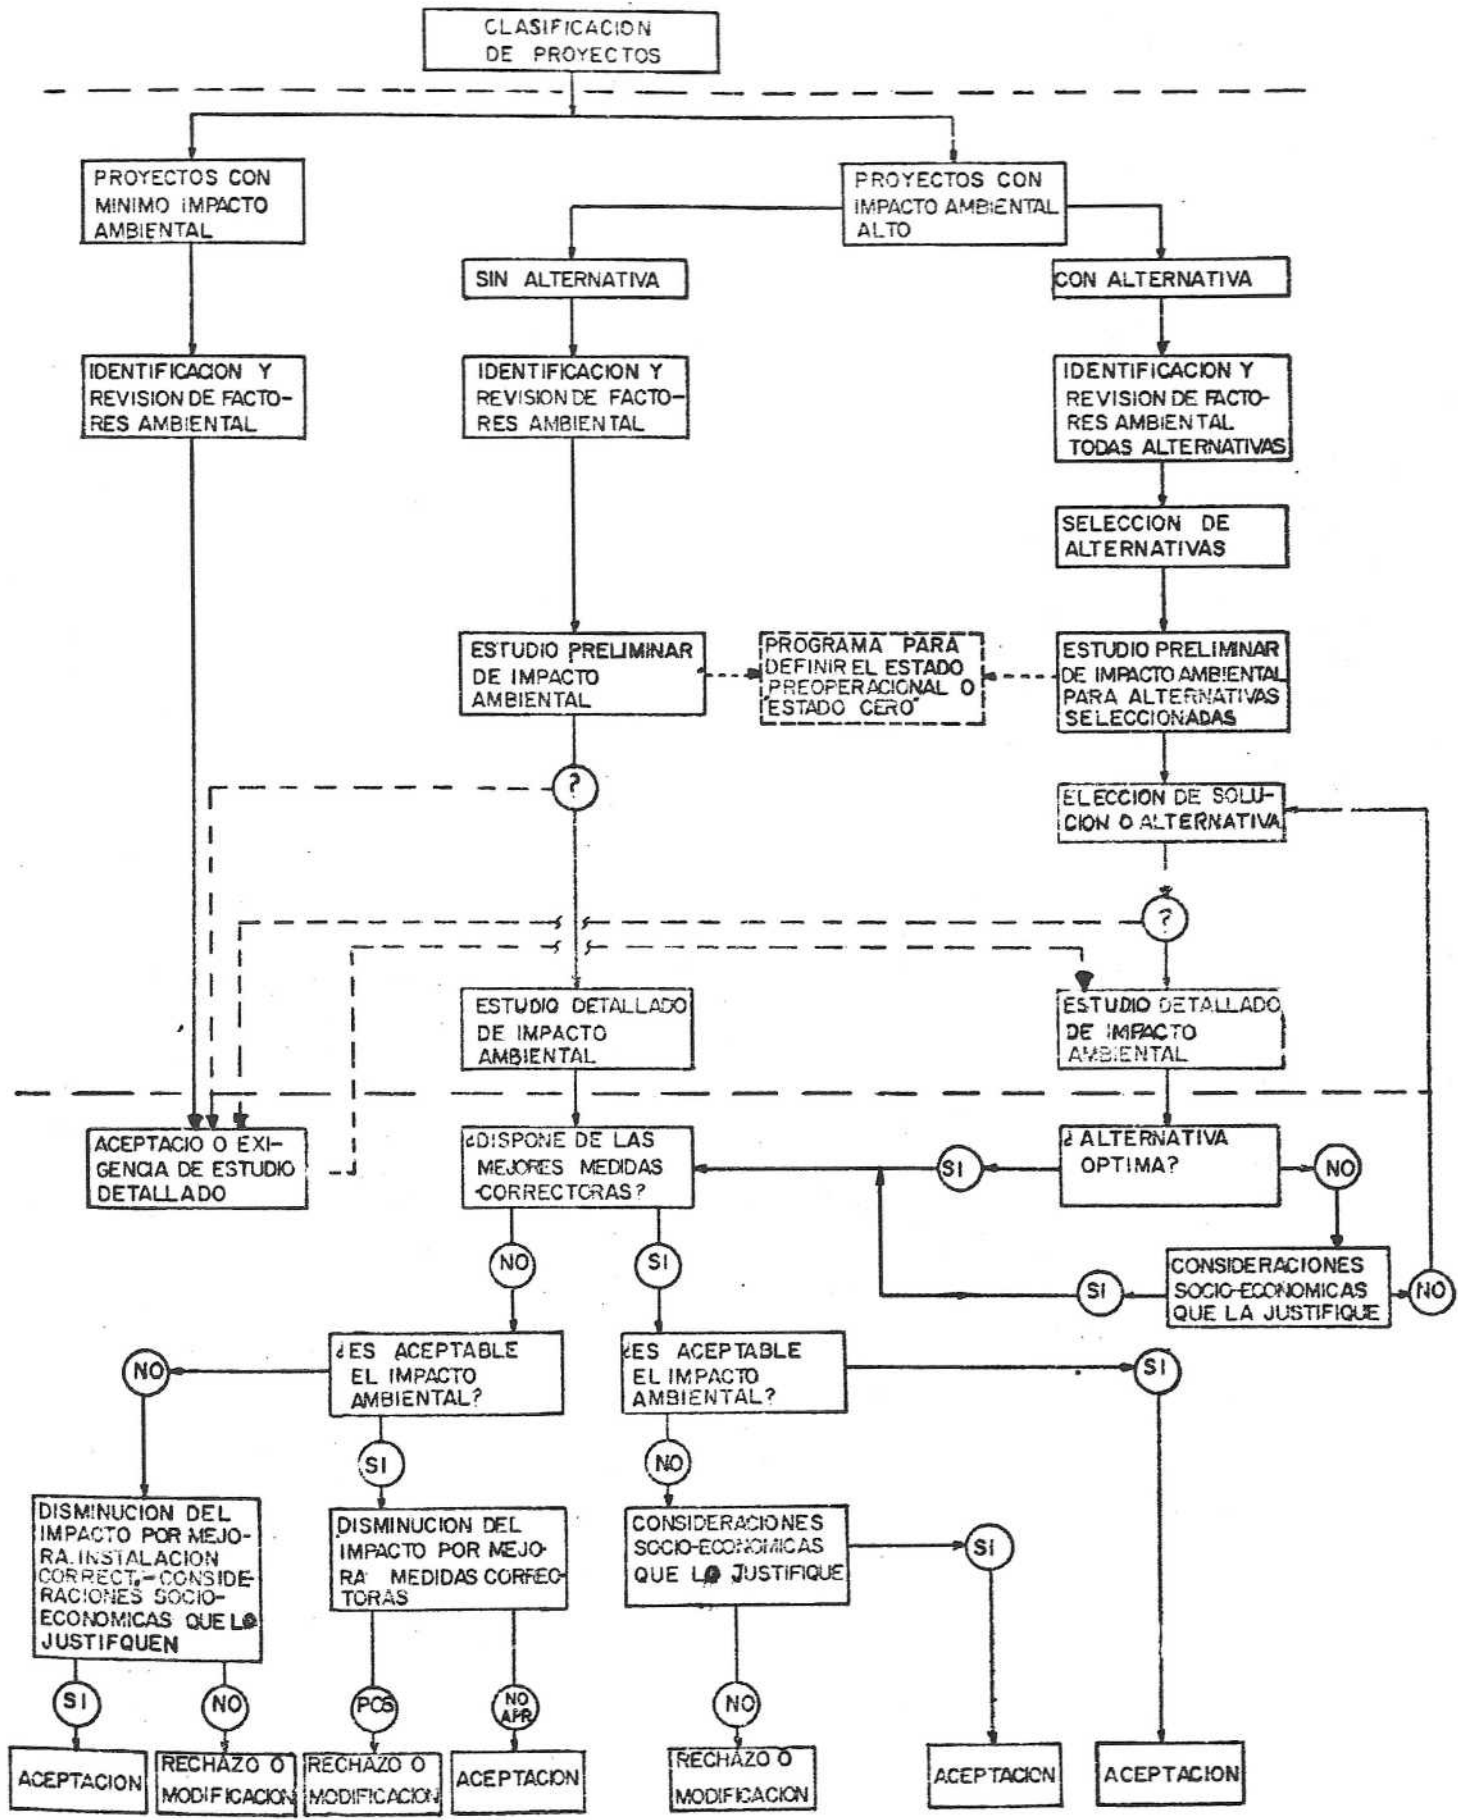 CLASIFICACION
DE PROYECTOS
PROYECTOS CON
MINIMO IMPACTO
AMBIENTAL
PROYECTOS CON
IMPACTO AMBIENTAL
ALTO
SIN ALTERNATIVA
CON ALTERNATIVA
IDENTIFICACION Y
REVISION DE FACTO-
RES AMBIENTAL
IDENTIFICACION Y
REVISION DE FACTO-
RES AMBIENTAL
IDENTIFICACION Y
REVISION DE FACTO-
RES AMBIENTAL
TODAS ALTERNATIVAS
SELECCION DE
ALTERNATIVAS
ESTUDIO PRELIMINAR
DE IMPACTO
AMBIENTAL
PROGRAMA PARA
DEFINIR EL ESTADO
PREOPERACIONAL O
"ESTADO CERO"
ESTUDIO PRELIMINAR
DE IMPACTO AMBIENTAL
PARA ALTERNATIVAS
SELECCIONADAS
?
ELECCION DE SOLU-
CION O ALTERNATIVA
?
ESTUDIO DETALLADO
DE IMPACTO
AMBIENTAL
ESTUDIO DETALLADO
DE IMPACTO
AMBIENTAL
ACEPTACIO O EXI-
GENCIA DE ESTUDIO
DETALLADO
¿DISPONE DE LAS
MEJORES MEDIDAS
CORRECTORAS?
SI
¿ALTERNATIVA
OPTIMA?
NO
NO
SI
SI
CONSIDERACIONES
SOCIO-ECONOMICAS
QUE LA JUSTIFIQUE
NO
NO
¿ES ACEPTABLE
EL IMPACTO
AMBIENTAL?
¿ES ACEPTABLE
EL IMPACTO
AMBIENTAL?
SI
SI
NO
DISMINUCION DEL
IMPACTO POR MEJO-
RA. INSTALACION
CORRECT.-CONSIDE-
RACIONES SOCIO-
ECONOMICAS QUE LO
JUSTIFQUEN
DISMINUCION DEL
IMPACTO POR MEJO-
RA MEDIDAS CORREC-
TORAS
CONSIDERACIONES
SOCIO-ECONOMICAS
QUE LO JUSTIFIQUE
SI
SI
NO
POS
NO
APR
NO
ACEPTACION
RECHAZO O
MODIFICACION
RECHAZO O
MODIFICACION
ACEPTACION
RECHAZO O
MODIFICACION
ACEPTACION
ACEPTACION